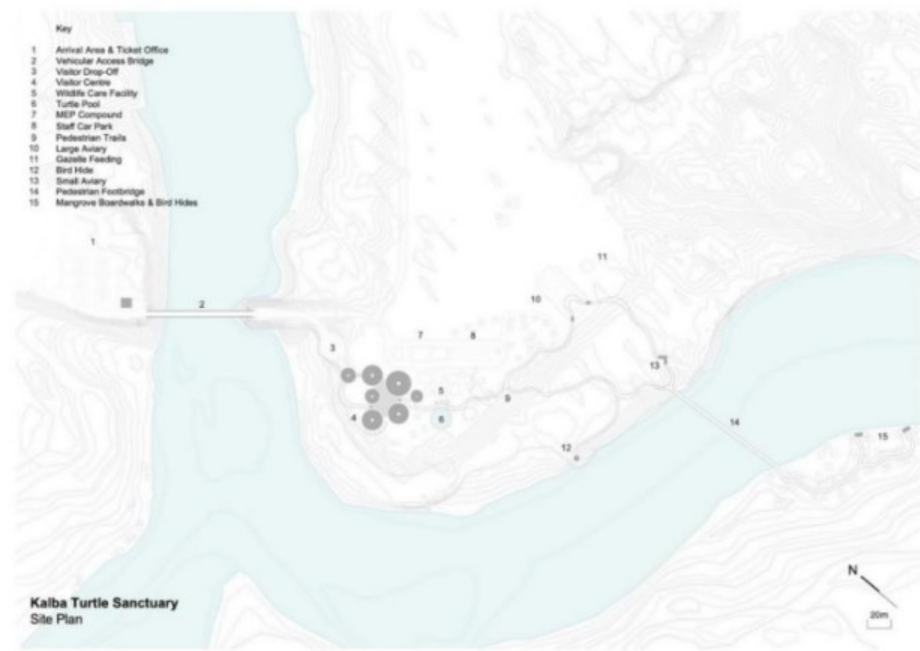 Key
1 Arrival Area & Ticket Office
2 Vehicular Access Bridge
3 Visitor Drop-Off
4 Visitor Centre
5 Wildlife Care Facility
6 Turtle Pool
7 MEP Compound
8 Staff Car Park
9 Pedestrian Trails
10 Large Aviary
11 Gazelle Feeding
12 Bird Hide
13 Small Aviary
14 Pedestrian Footbridge
15 Mangrove Boardwalks & Bird Hides
1
11
10
2
7
8
3
13
5
9
4
6
14
15
12
N
20m
Kalba Turtle Sanctuary
Site Plan